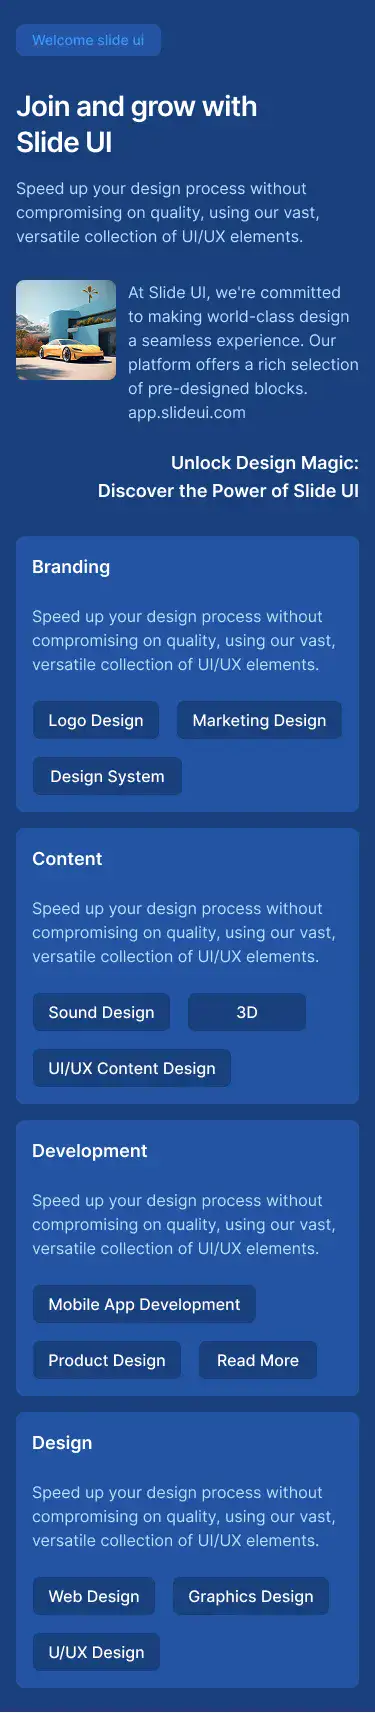 Welcome slide ui
Join and grow with
Slide UI
Speed up your design process without
compromising on quality, using our vast,
versatile collection of UI/UX elements.
At Slide UI, we're committed
to making world-class design
a seamless experience. Our
platform offers a rich selection
of pre-designed blocks.
app.slideui.com
Unlock Design Magic:
Discover the Power of Slide UI
Branding
Speed up your design process without
compromising on quality, using our vast,
versatile collection of UI/UX elements.
Logo Design
Marketing Design
Design System
Content
Speed up your design process without
compromising on quality, using our vast,
versatile collection of UI/UX elements.
Sound Design
3D
UI/UX Content Design
Development
Speed up your design process without
compromising on quality, using our vast,
versatile collection of UI/UX elements.
Mobile App Development
Product Design
Read More
Design
Speed up your design process without
compromising on quality, using our vast,
versatile collection of UI/UX elements.
Web Design
Graphics Design
U/UX Design